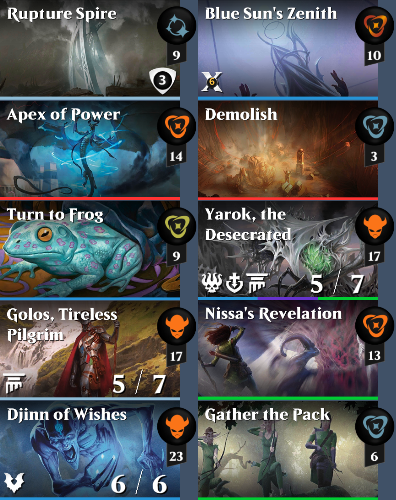 Rupture Spire
9
3
Blue Sun's Zenith
10
X 6
Apex of Power
14
Demolish
3
Turn to Frog
9
Yarok, the
Desecrated
17
5 / 7
Golos, Tireless
Pilgrim
17
5 / 7
Nissa's Revelation
13
Djinn of Wishes
23
6 / 6
Gather the Pack
6